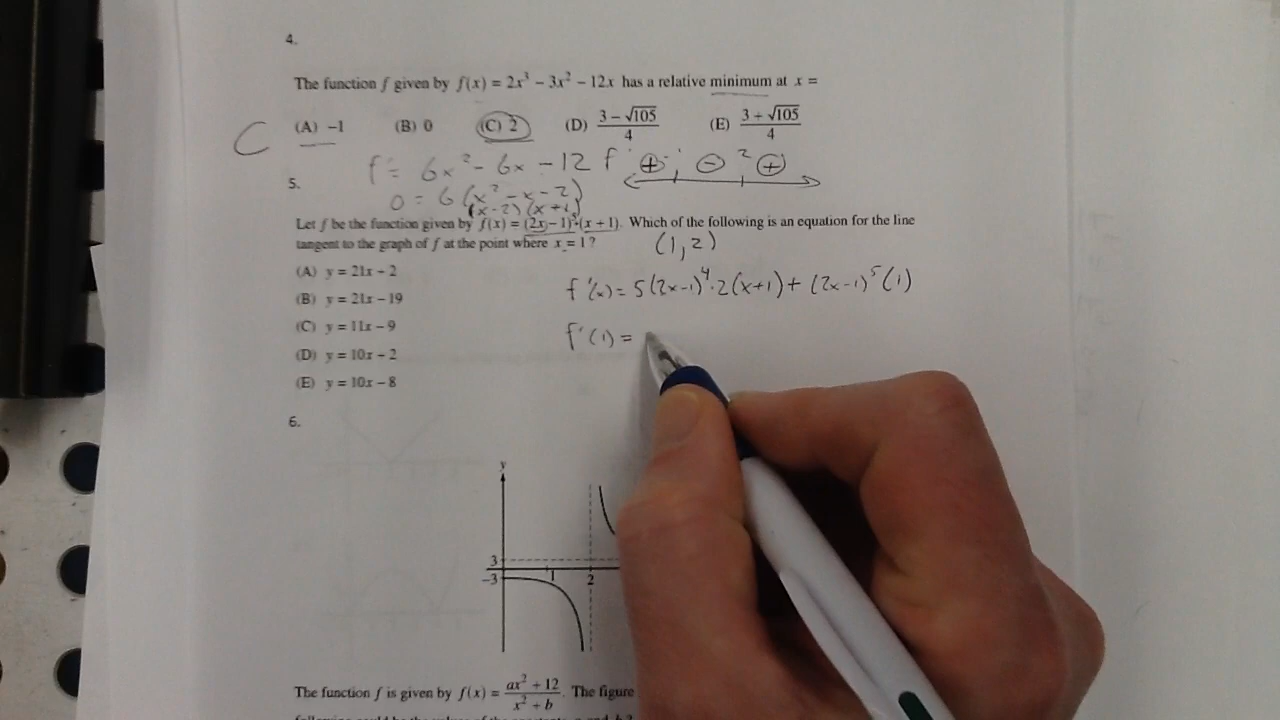 4.
The function f given by f(x) = 2x³ − 3x² − 12x has a relative minimum at x =
C (A) −1 (B) 0 (C) 2 (D) (3 − √105)/4 (E) (3 + √105)/4
f' = 6x² − 6x − 12 f' + -1 − 2 +
0 = 6(x² − x − 2)
(x−2)(x+1)
5.
Let f be the function given by f(x) = (2x − 1)⁵(x + 1). Which of the following is an equation for the line
tangent to the graph of f at the point where x = 1?
(1,2)
(A) y = 21x − 2
f'(x) = 5(2x−1)⁴·2(x+1) + (2x−1)⁵(1)
(B) y = 21x − 19
(C) y = 11x − 9
f'(1) =
(D) y = 10x − 2
(E) y = 10x − 8
6.
y
3
−3 1 2
The function f is given by f(x) = (ax² + 12)/(x² + b). The figure